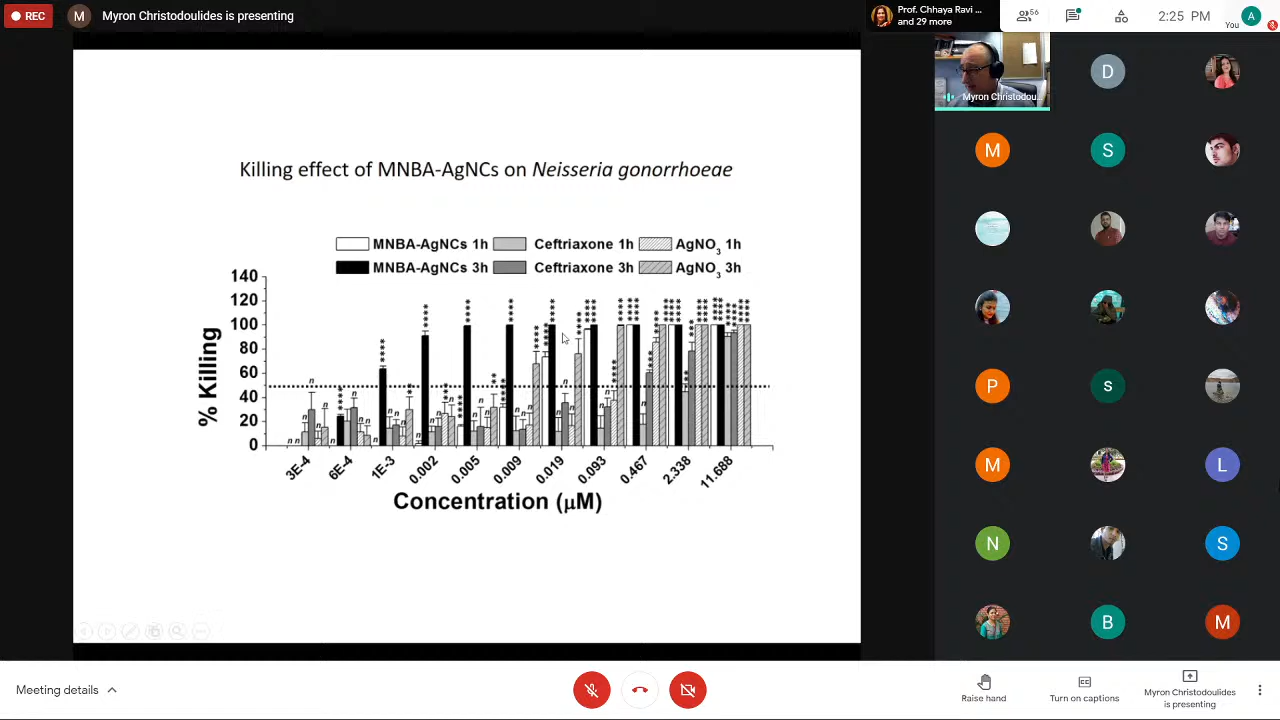 REC
M
Myron Christodoulides is presenting
Prof. Chhaya Ravi ...
and 29 more
56
2:25 PM
A
You
Myron Christodou...
Killing effect of MNBA-AgNCs on Neisseria gonorrhoeae
MNBA-AgNCs 1h Ceftriaxone 1h AgNO3 1h
MNBA-AgNCs 3h Ceftriaxone 3h AgNO3 3h
% Killing
140
120
100
80
60
40
20
0
3E-4 6E-4 1E-3 0.002 0.005 0.009 0.019 0.093 0.467 2.338 11.688
Concentration (μM)
D
M S
P s
M L
N S
B M
Meeting details
Raise hand
Turn on captions
Myron Christodoulides
is presenting